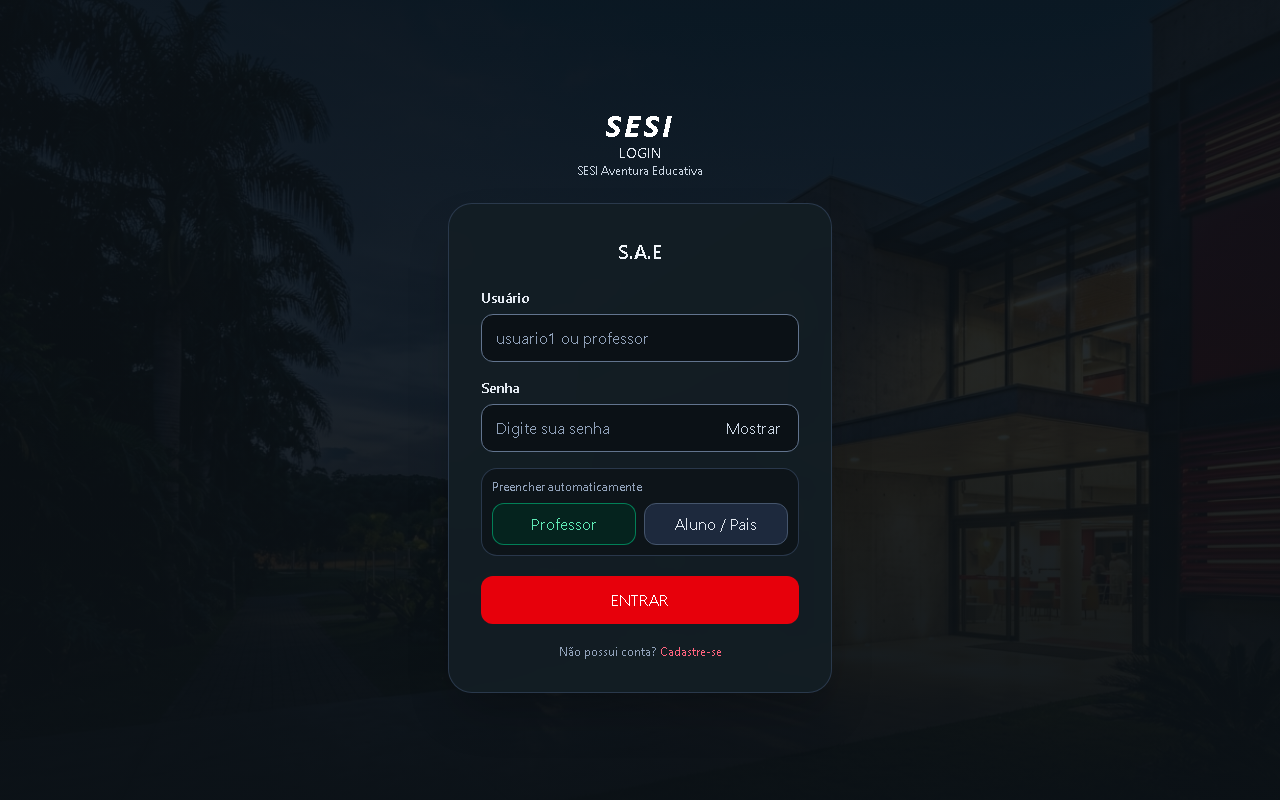 SESI
LOGIN
SESI Aventura Educativa
S.A.E
Usuário
usuario1 ou professor
Senha
Digite sua senha
Mostrar
Preencher automaticamente
Professor
Aluno / Pais
ENTRAR
Não possui conta? Cadastre-se